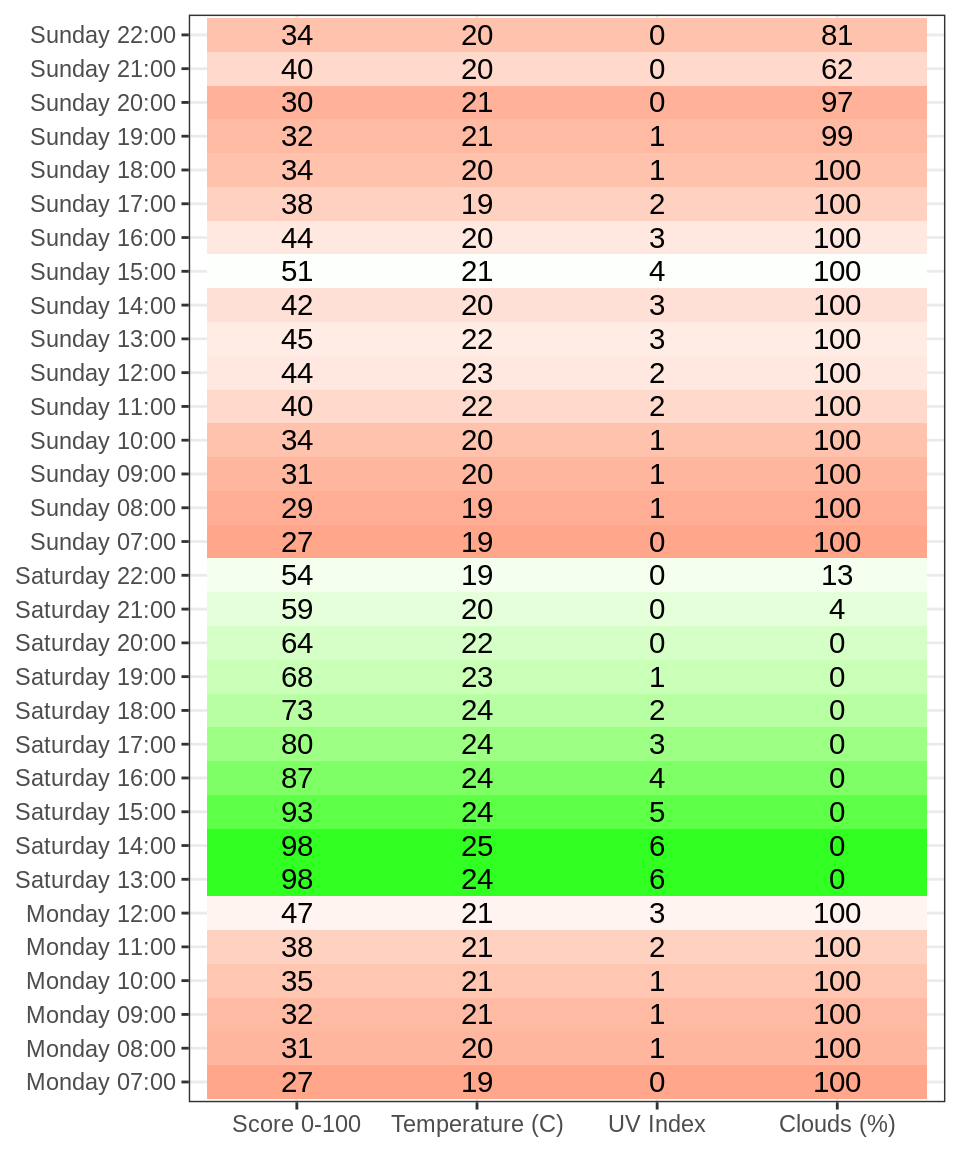 Sunday 22:00 34 20 0 81
Sunday 21:00 40 20 0 62
Sunday 20:00 30 21 0 97
Sunday 19:00 32 21 1 99
Sunday 18:00 34 20 1 100
Sunday 17:00 38 19 2 100
Sunday 16:00 44 20 3 100
Sunday 15:00 51 21 4 100
Sunday 14:00 42 20 3 100
Sunday 13:00 45 22 3 100
Sunday 12:00 44 23 2 100
Sunday 11:00 40 22 2 100
Sunday 10:00 34 20 1 100
Sunday 09:00 31 20 1 100
Sunday 08:00 29 19 1 100
Sunday 07:00 27 19 0 100
Saturday 22:00 54 19 0 13
Saturday 21:00 59 20 0 4
Saturday 20:00 64 22 0 0
Saturday 19:00 68 23 1 0
Saturday 18:00 73 24 2 0
Saturday 17:00 80 24 3 0
Saturday 16:00 87 24 4 0
Saturday 15:00 93 24 5 0
Saturday 14:00 98 25 6 0
Saturday 13:00 98 24 6 0
Monday 12:00 47 21 3 100
Monday 11:00 38 21 2 100
Monday 10:00 35 21 1 100
Monday 09:00 32 21 1 100
Monday 08:00 31 20 1 100
Monday 07:00 27 19 0 100
Score 0-100 Temperature (C) UV Index Clouds (%)